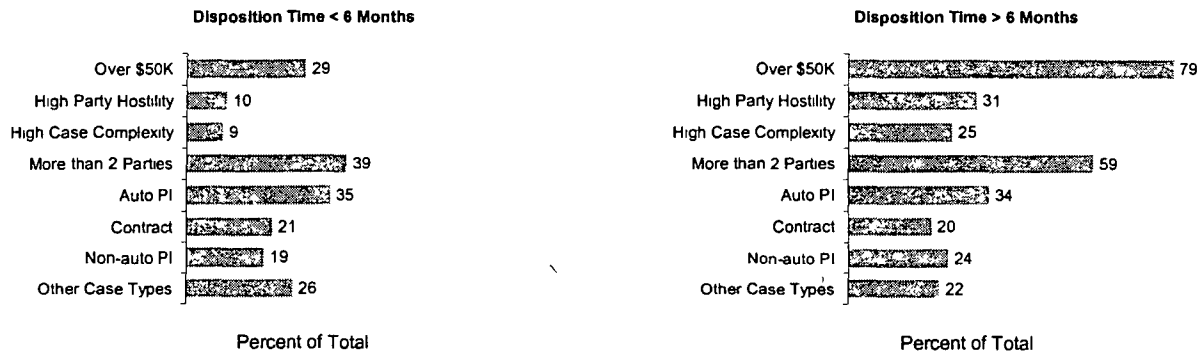 Disposition Time < 6 Months
Over $50K 29
High Party Hostility 10
High Case Complexity 9
More than 2 Parties 39
Auto PI 35
Contract 21
Non-auto PI 19
Other Case Types 26
Percent of Total
Disposition Time > 6 Months
Over $50K 79
High Party Hostility 31
High Case Complexity 25
More than 2 Parties 59
Auto PI 34
Contract 20
Non-auto PI 24
Other Case Types 22
Percent of Total